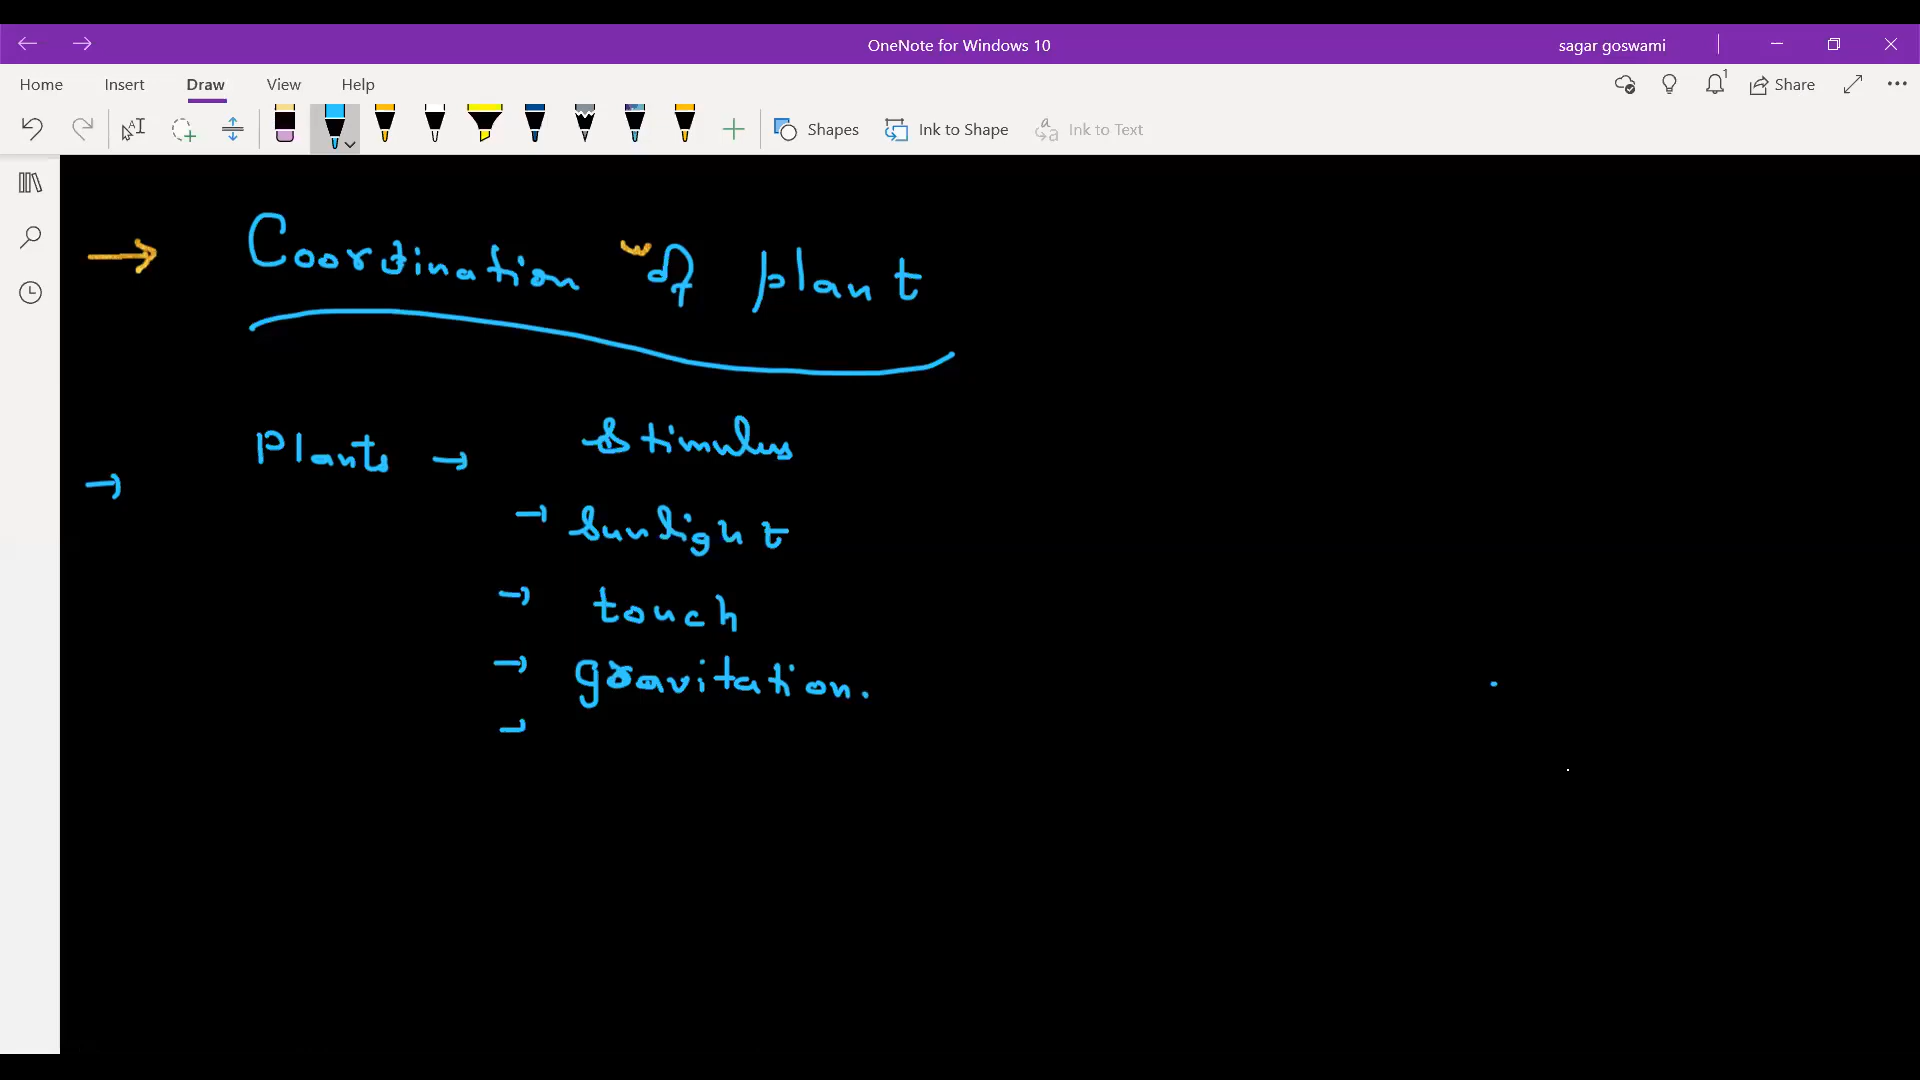 OneNote for Windows 10
sagar goswami
Home Insert Draw View Help
1
Share
Shapes
Ink to Shape
Ink to Text
→ Coordination of plant
→ Plants → Stimulus
→ Sunlight
→ touch
→ gravitation.
→